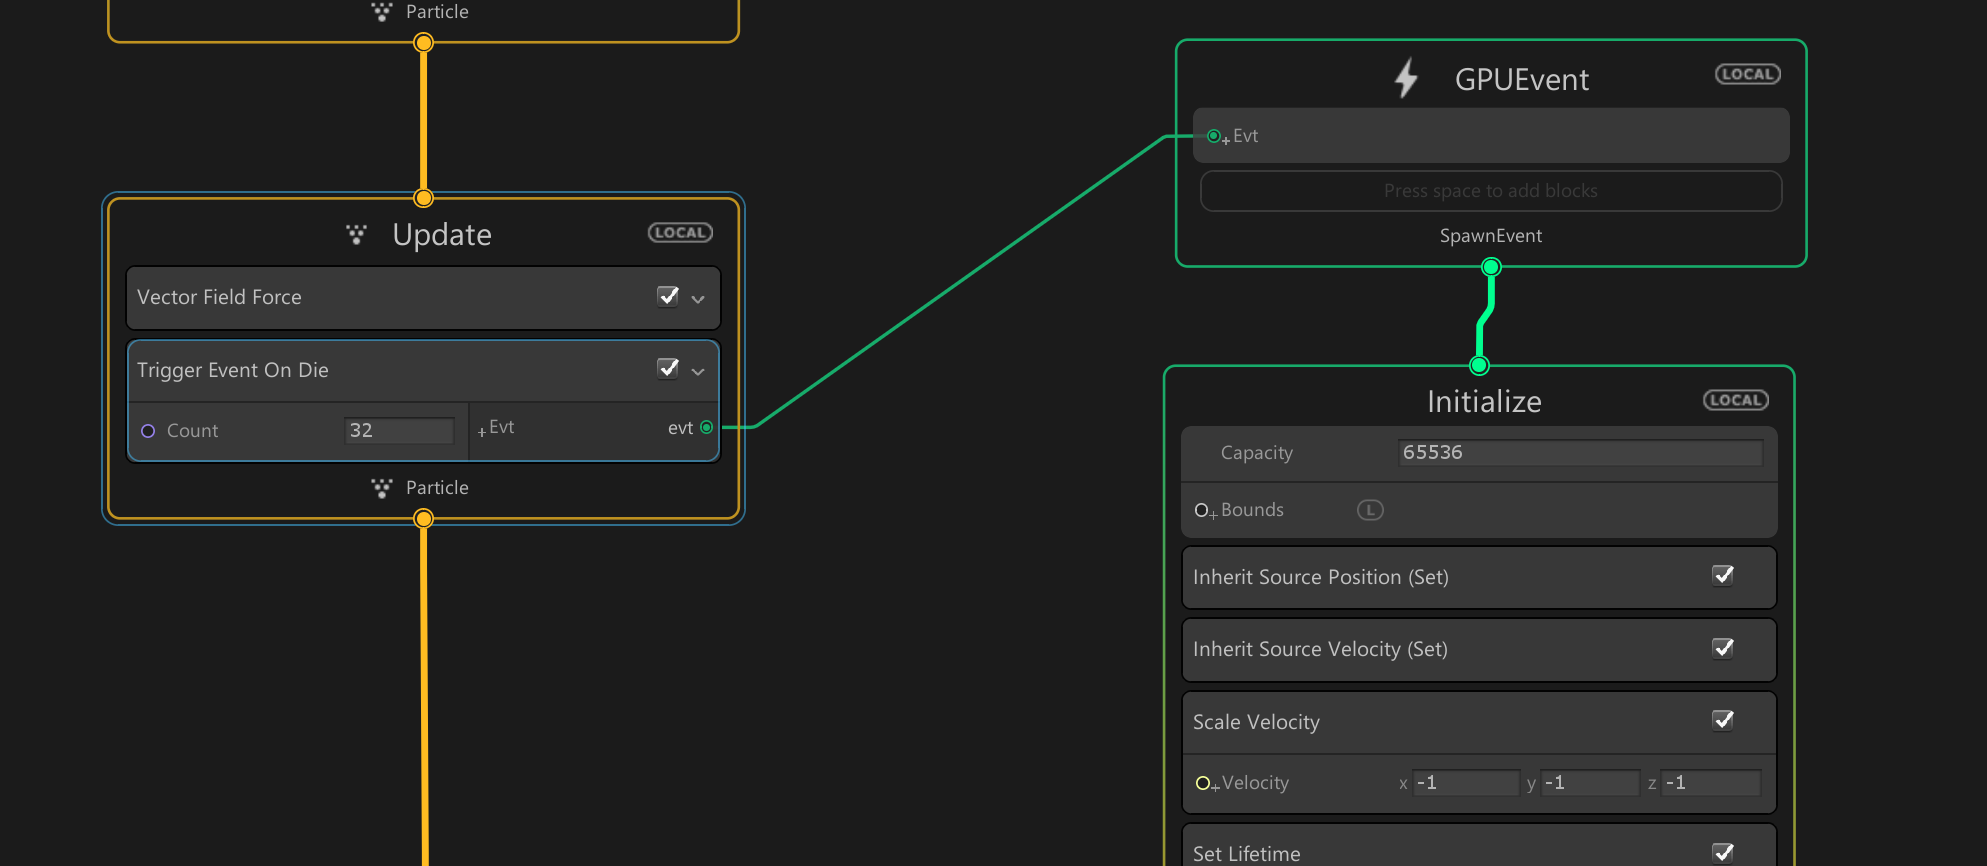 Particle
Update
LOCAL
Vector Field Force
Trigger Event On Die
Count
32
+Evt
evt
Particle
GPUEvent
LOCAL
+Evt
Press space to add blocks
SpawnEvent
Initialize
LOCAL
Capacity
65536
+Bounds
L
Inherit Source Position (Set)
Inherit Source Velocity (Set)
Scale Velocity
+Velocity
x -1 y -1 z -1
Set Lifetime